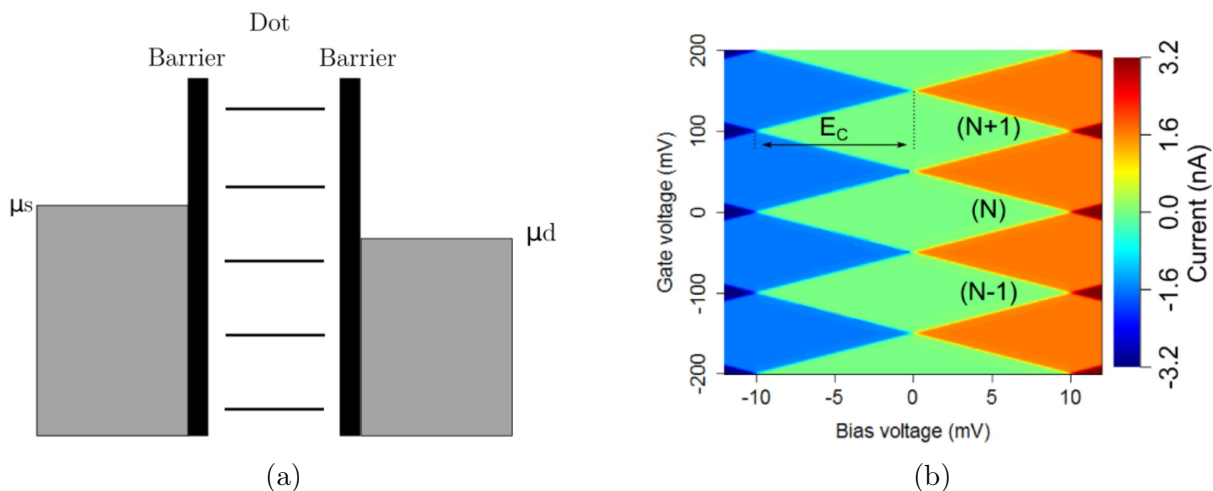 Dot
Barrier
Barrier
μs
μd
(a)
200
100
0
-100
-200
Gate voltage (mV)
E_C
(N+1)
(N)
(N-1)
-10
-5
0
5
10
Bias voltage (mV)
3.2
1.6
0.0
-1.6
-3.2
Current (nA)
(b)